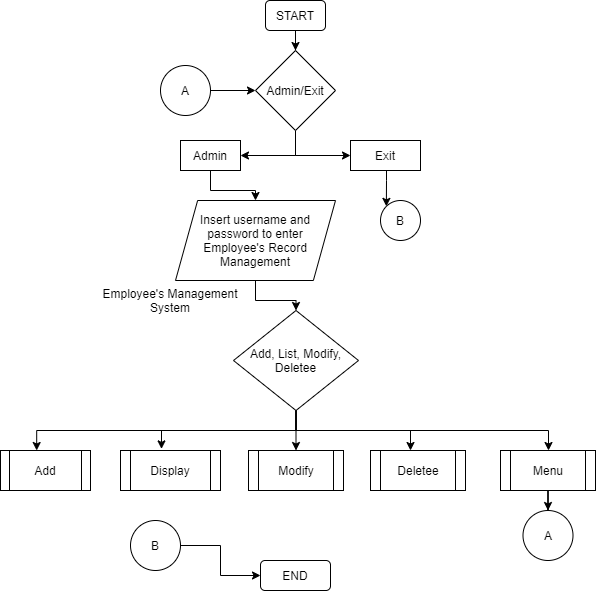 START
A
Admin/Exit
Admin
Exit
Insert username and
password to enter
Employee's Record
Management
B
Employee's Management
System
Add, List, Modify,
Deletee
Add
Display
Modify
Deletee
Menu
A
B
END